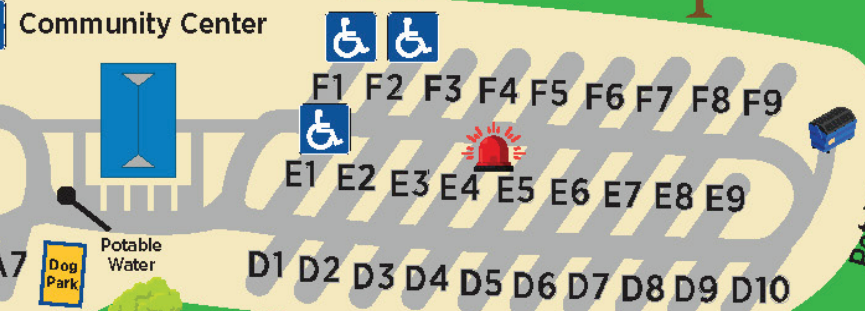 Community Center
F1 F2 F3 F4 F5 F6 F7 F8 F9
E1 E2 E3 E4 E5 E6 E7 E8 E9
Potable
Water
A7
Dog
Park
D1 D2 D3 D4 D5 D6 D7 D8 D9 D10